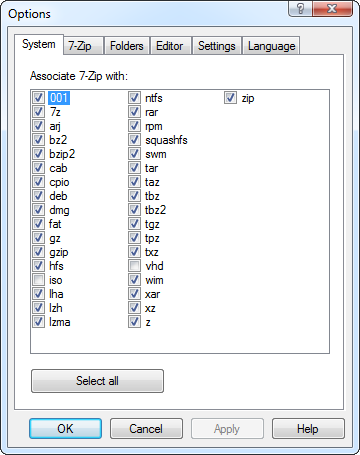 Options
System 7-Zip Folders Editor Settings Language
Associate 7-Zip with:
001
7z
arj
bz2
bzip2
cab
cpio
deb
dmg
fat
gz
gzip
hfs
iso
lha
lzh
lzma
ntfs
rar
rpm
squashfs
swm
tar
taz
tbz
tbz2
tgz
tpz
txz
vhd
wim
xar
xz
z
zip
Select all
OK Cancel Apply Help